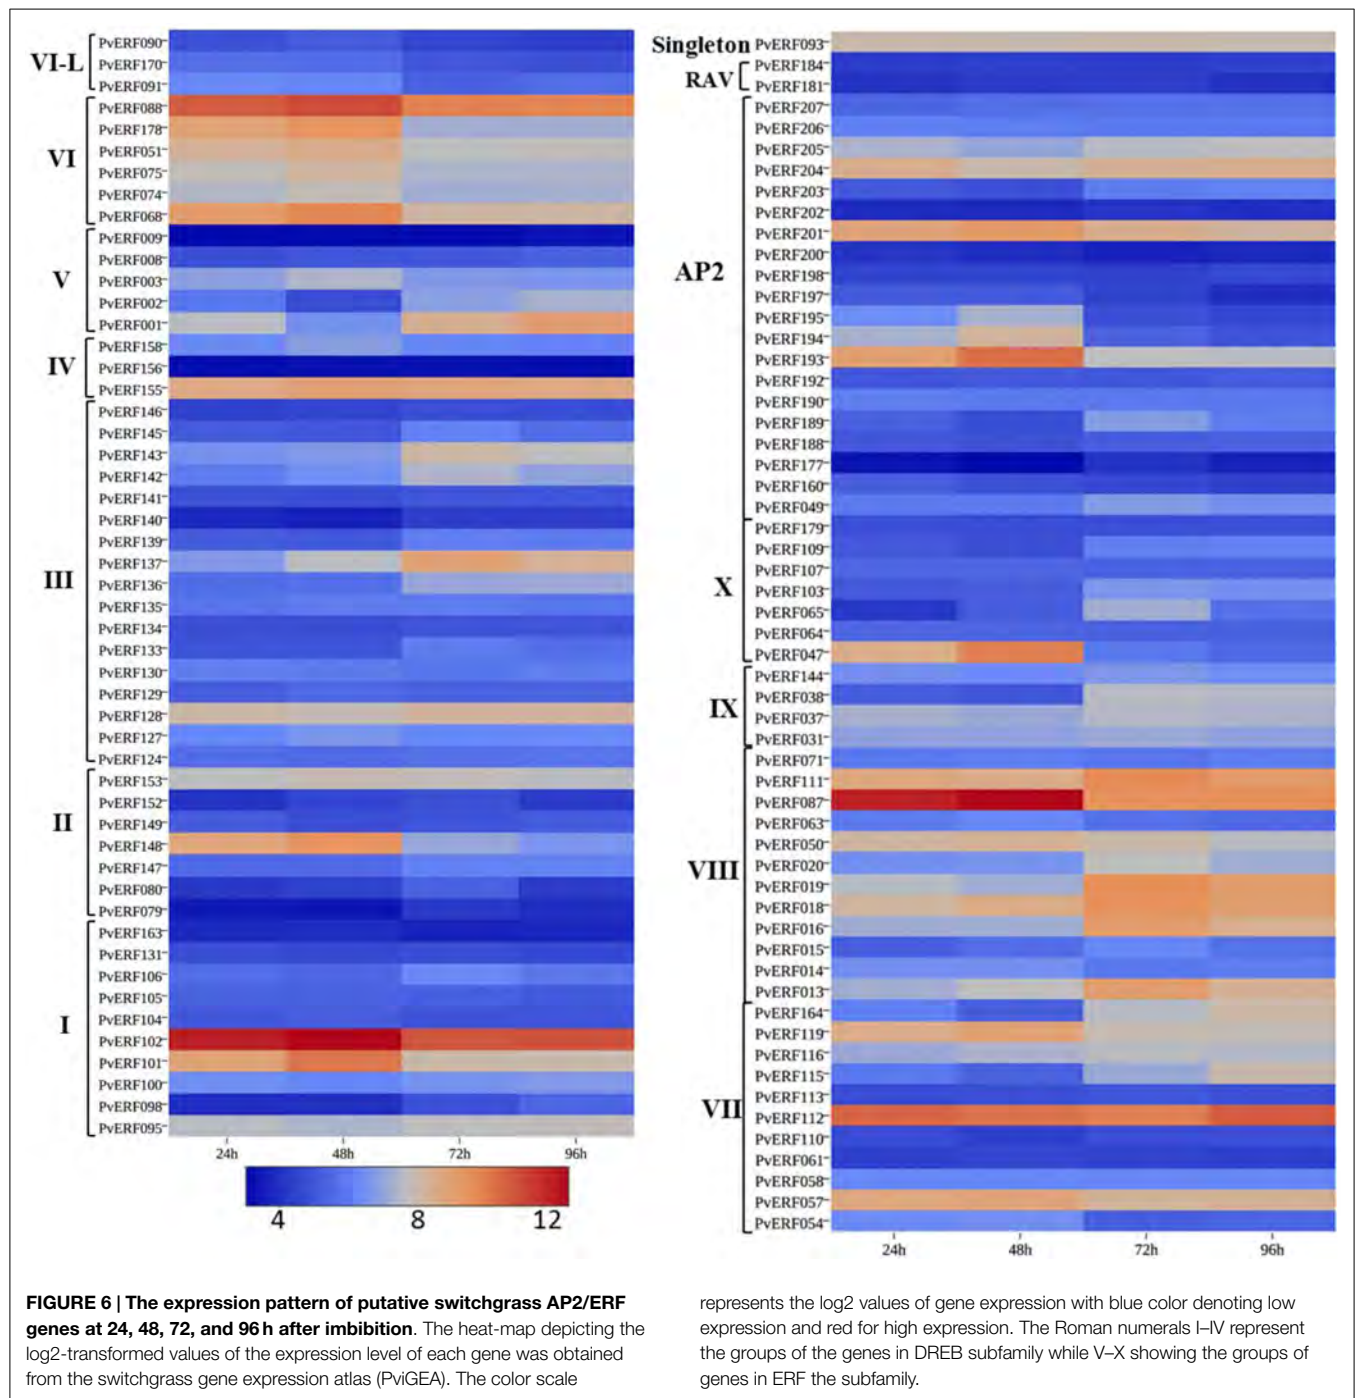 VI-L
PvERF090
PvERF170
PvERF091
VI
PvERF088
PvERF178
PvERF051
PvERF075
PvERF074
PvERF068
V
PvERF009
PvERF008
PvERF003
PvERF002
PvERF001
IV
PvERF158
PvERF156
PvERF155
III
PvERF146
PvERF145
PvERF143
PvERF142
PvERF141
PvERF140
PvERF139
PvERF137
PvERF136
PvERF135
PvERF134
PvERF133
PvERF130
PvERF129
PvERF128
PvERF127
PvERF124
II
PvERF153
PvERF152
PvERF149
PvERF148
PvERF147
PvERF080
PvERF079
I
PvERF163
PvERF131
PvERF106
PvERF105
PvERF104
PvERF102
PvERF101
PvERF100
PvERF098
PvERF095
24h 48h 72h 96h
4 8 12
Singleton PvERF093
RAV
PvERF184
PvERF181
AP2
PvERF207
PvERF206
PvERF205
PvERF204
PvERF203
PvERF202
PvERF201
PvERF200
PvERF198
PvERF197
PvERF195
PvERF194
PvERF193
PvERF192
PvERF190
PvERF189
PvERF188
PvERF177
PvERF160
PvERF049
X
PvERF179
PvERF109
PvERF107
PvERF103
PvERF065
PvERF064
PvERF047
IX
PvERF144
PvERF038
PvERF037
PvERF031
VIII
PvERF071
PvERF111
PvERF087
PvERF063
PvERF050
PvERF020
PvERF019
PvERF018
PvERF016
PvERF015
PvERF014
PvERF013
VII
PvERF164
PvERF119
PvERF116
PvERF115
PvERF113
PvERF112
PvERF110
PvERF061
PvERF058
PvERF057
PvERF054
24h 48h 72h 96h
FIGURE 6 | The expression pattern of putative switchgrass AP2/ERF
genes at 24, 48, 72, and 96 h after imbibition. The heat-map depicting the
log2-transformed values of the expression level of each gene was obtained
from the switchgrass gene expression atlas (PviGEA). The color scale
represents the log2 values of gene expression with blue color denoting low
expression and red for high expression. The Roman numerals I–IV represent
the groups of the genes in DREB subfamily while V–X showing the groups of
genes in ERF the subfamily.